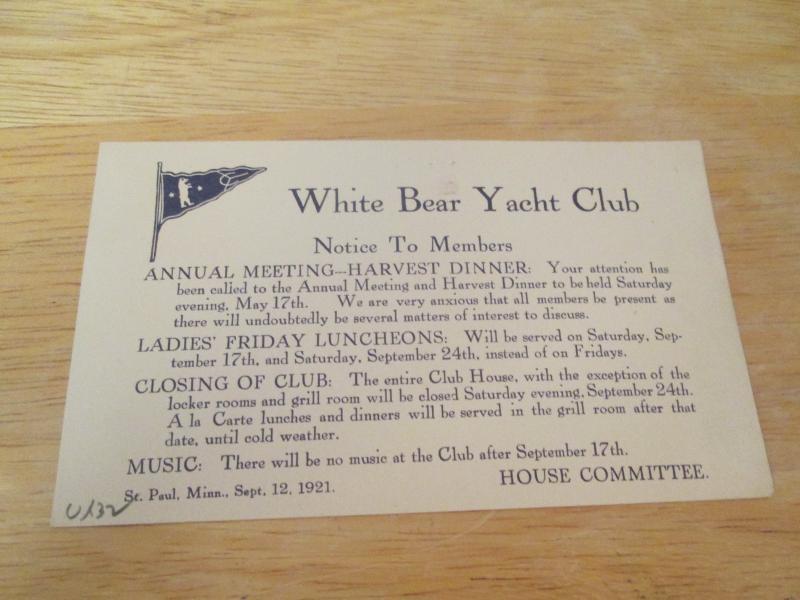 White Bear Yacht Club
Notice To Members
ANNUAL MEETING—HARVEST DINNER: Your attention has
been called to the Annual Meeting and Harvest Dinner to be held Saturday
evening, May 17th. We are very anxious that all members be present as
there will undoubtedly be several matters of interest to discuss.
LADIES' FRIDAY LUNCHEONS: Will be served on Saturday, Sep-
tember 17th, and Saturday, September 24th, instead of on Fridays.
CLOSING OF CLUB: The entire Club House, with the exception of the
locker rooms and grill room will be closed Saturday evening, September 24th.
A la Carte lunches and dinners will be served in the grill room after that
date, until cold weather.
MUSIC: There will be no music at the Club after September 17th.
HOUSE COMMITTEE.
St. Paul, Minn., Sept. 12, 1921.